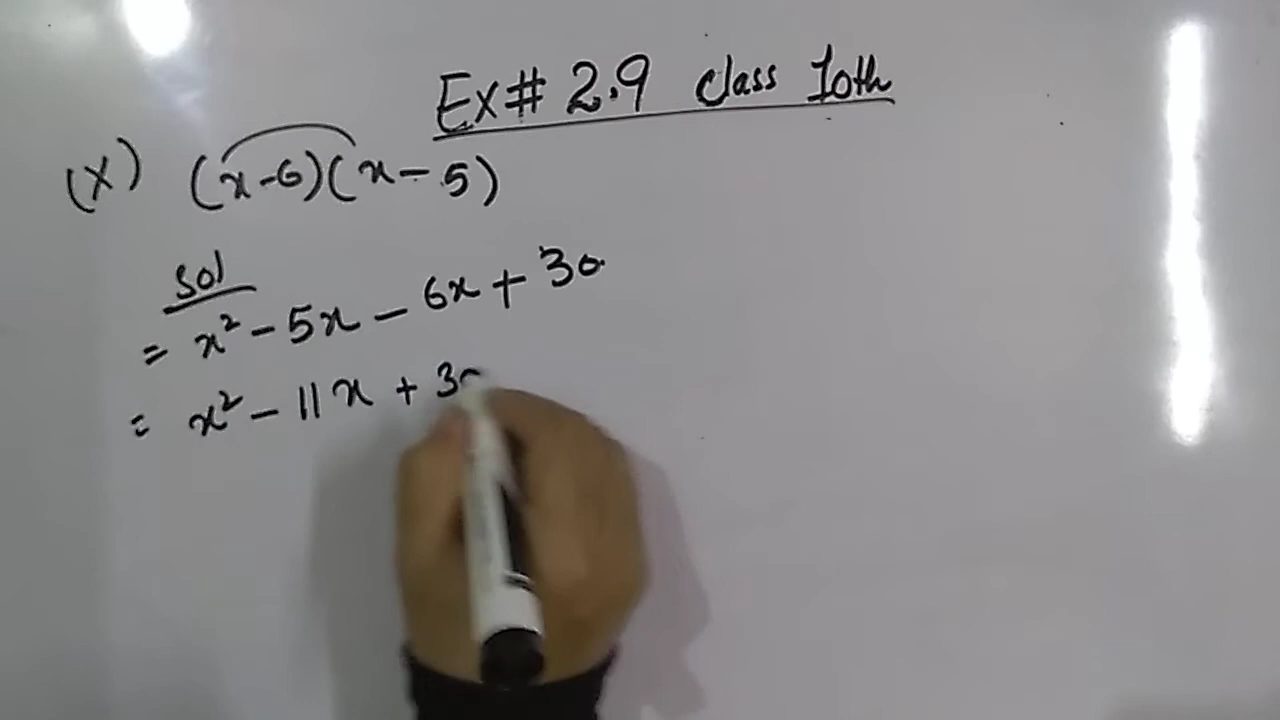 Ex# 2.9 Class 10th
(X) (x-6)(x-5)
Sol
= x² - 5x - 6x + 30
= x² - 11x + 30